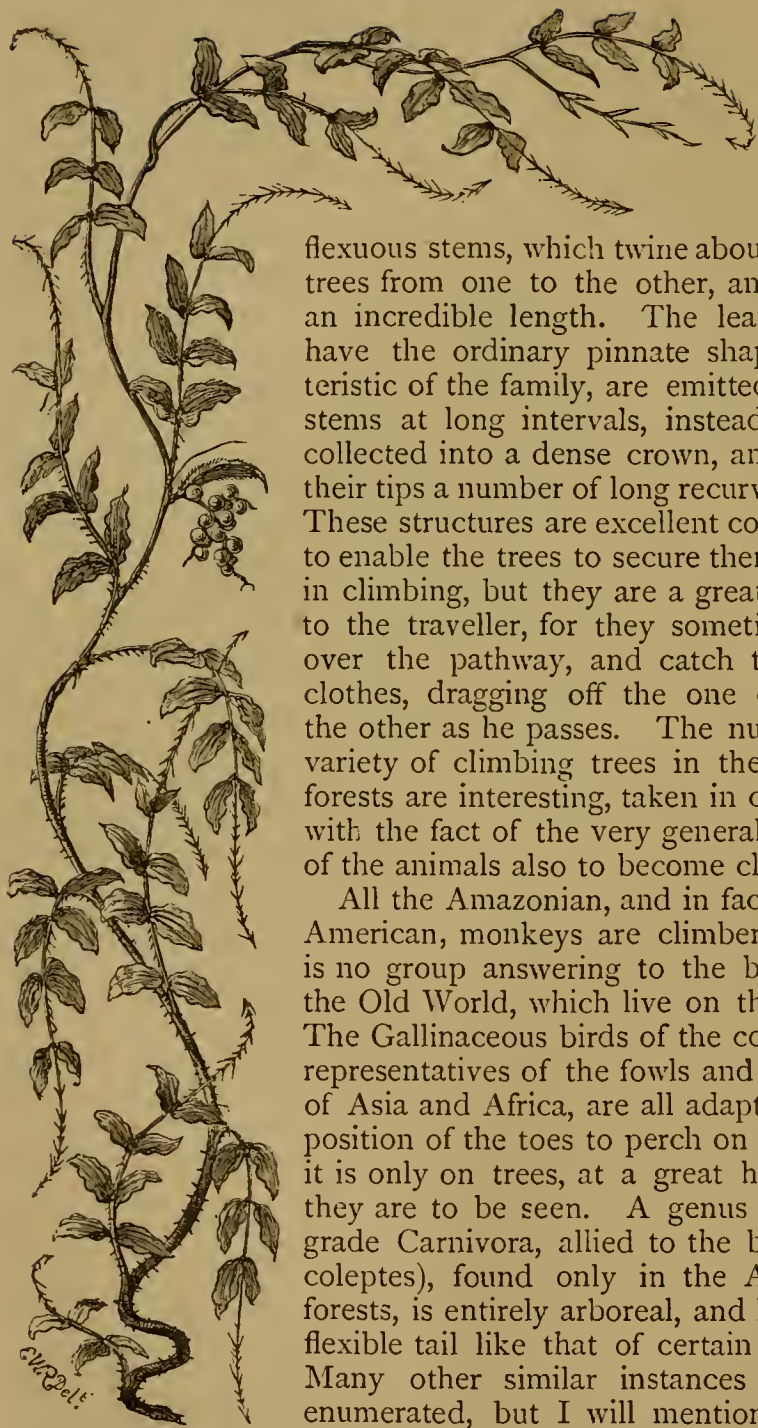 flexuous stems, which twine abou
trees from one to the other, an
an incredible length. The lea
have the ordinary pinnate shap
teristic of the family, are emitted
stems at long intervals, instead
collected into a dense crown, an
their tips a number of long recurv
These structures are excellent co
to enable the trees to secure ther
in climbing, but they are a great
to the traveller, for they someti
over the pathway, and catch t
clothes, dragging off the one
the other as he passes. The nu
variety of climbing trees in the
forests are interesting, taken in c
with the fact of the very general
of the animals also to become cl
All the Amazonian, and in fac
American, monkeys are climber
is no group answering to the b
the Old World, which live on th
The Gallinaceous birds of the co
representatives of the fowls and
of Asia and Africa, are all adapt
position of the toes to perch on
it is only on trees, at a great h
they are to be seen. A genus
grade Carnivora, allied to the b
coleptes), found only in the A
forests, is entirely arboreal, and
flexible tail like that of certain
Many other similar instances
enumerated, but I will mention